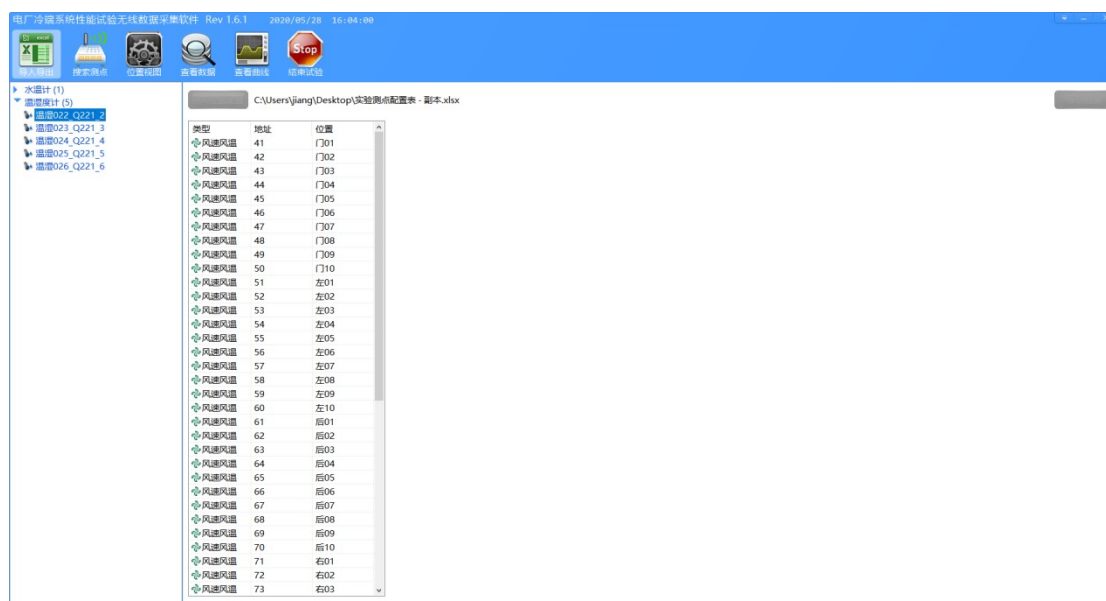 电厂冷端系统性能试验无线数据采集软件 Rev 1.6.1 2020/05/28 16:04:00
excel
Stop
导入导出 搜索测点 位置视图 查看数据 查看曲线 结束试验
水温计 (1)
温湿度计 (5)
温湿022_Q221_2
温湿023_Q221_3
温湿024_Q221_4
温湿025_Q221_5
温湿026_Q221_6
C:\Users\jiang\Desktop\实验测点配置表 - 副本.xlsx
类型 地址 位置
风速风温 41 门01
风速风温 42 门02
风速风温 43 门03
风速风温 44 门04
风速风温 45 门05
风速风温 46 门06
风速风温 47 门07
风速风温 48 门08
风速风温 49 门09
风速风温 50 门10
风速风温 51 左01
风速风温 52 左02
风速风温 53 左03
风速风温 54 左04
风速风温 55 左05
风速风温 56 左06
风速风温 57 左07
风速风温 58 左08
风速风温 59 左09
风速风温 60 左10
风速风温 61 后01
风速风温 62 后02
风速风温 63 后03
风速风温 64 后04
风速风温 65 后05
风速风温 66 后06
风速风温 67 后07
风速风温 68 后08
风速风温 69 后09
风速风温 70 后10
风速风温 71 右01
风速风温 72 右02
风速风温 73 右03